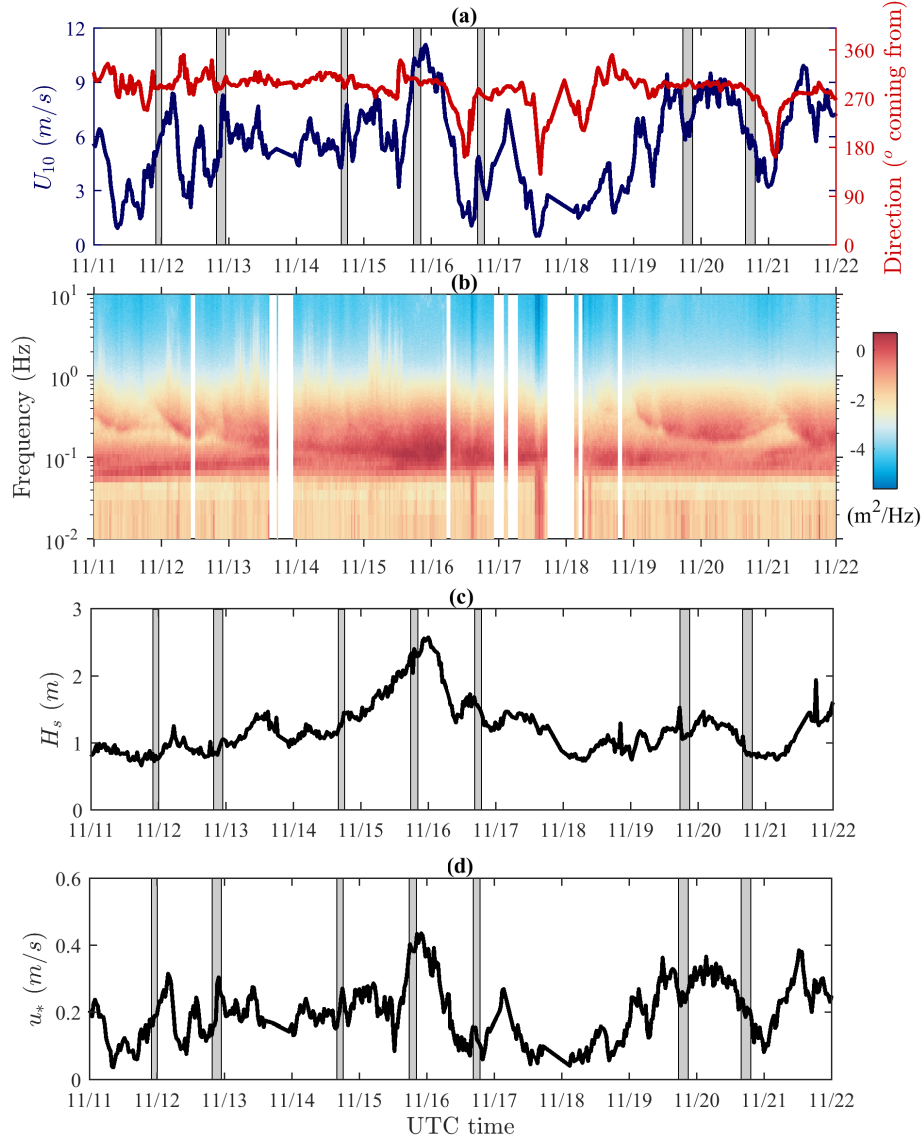 (a)
12
9
6
3
0
U10 (m/s)
360
270
180
90
0
Direction (o coming from)
11/11 11/12 11/13 11/14 11/15 11/16 11/17 11/18 11/19 11/20 11/21 11/22
(b)
10^1
10^0
10^-1
10^-2
Frequency (Hz)
0
-2
-4
(m^2/Hz)
11/11 11/12 11/13 11/14 11/15 11/16 11/17 11/18 11/19 11/20 11/21 11/22
(c)
3
2
1
0
Hs (m)
11/11 11/12 11/13 11/14 11/15 11/16 11/17 11/18 11/19 11/20 11/21 11/22
(d)
0.6
0.4
0.2
0
u* (m/s)
11/11 11/12 11/13 11/14 11/15 11/16 11/17 11/18 11/19 11/20 11/21 11/22
UTC time